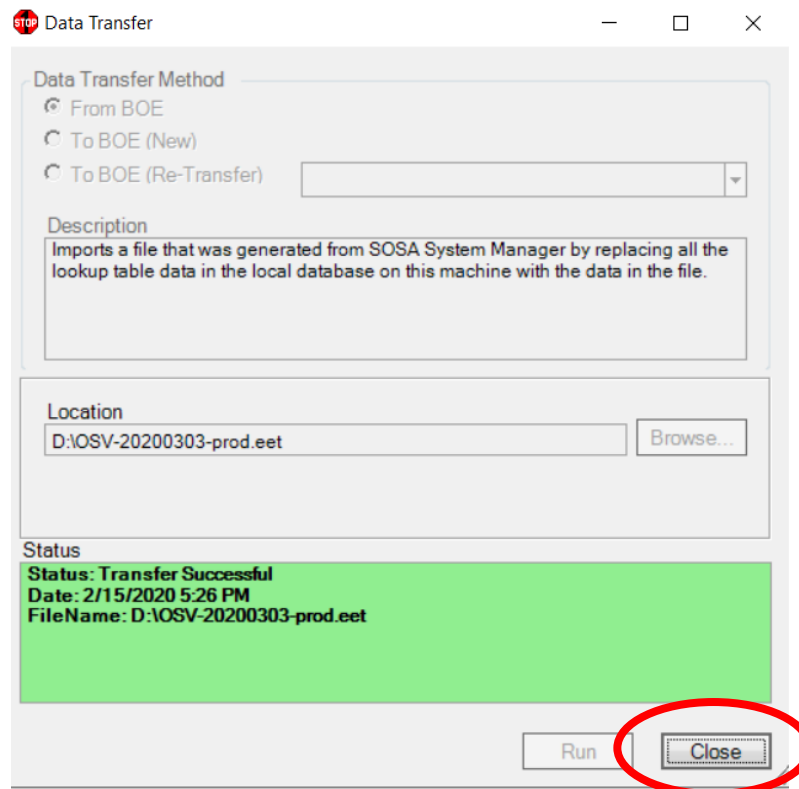 STOP Data Transfer
Data Transfer Method
From BOE
To BOE (New)
To BOE (Re-Transfer)
Description
Imports a file that was generated from SOSA System Manager by replacing all the
lookup table data in the local database on this machine with the data in the file.
Location
D:\OSV-20200303-prod.eet
Browse...
Status
Status: Transfer Successful
Date: 2/15/2020 5:26 PM
FileName: D:\OSV-20200303-prod.eet
Run
Close